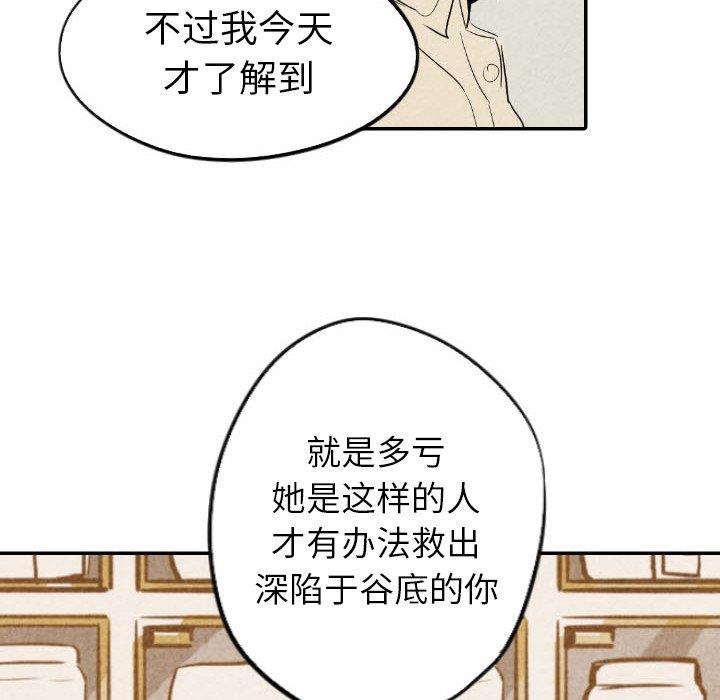 不过我今天
才了解到
就是多亏
她是这样的人
才有办法救出
深陷于谷底的你